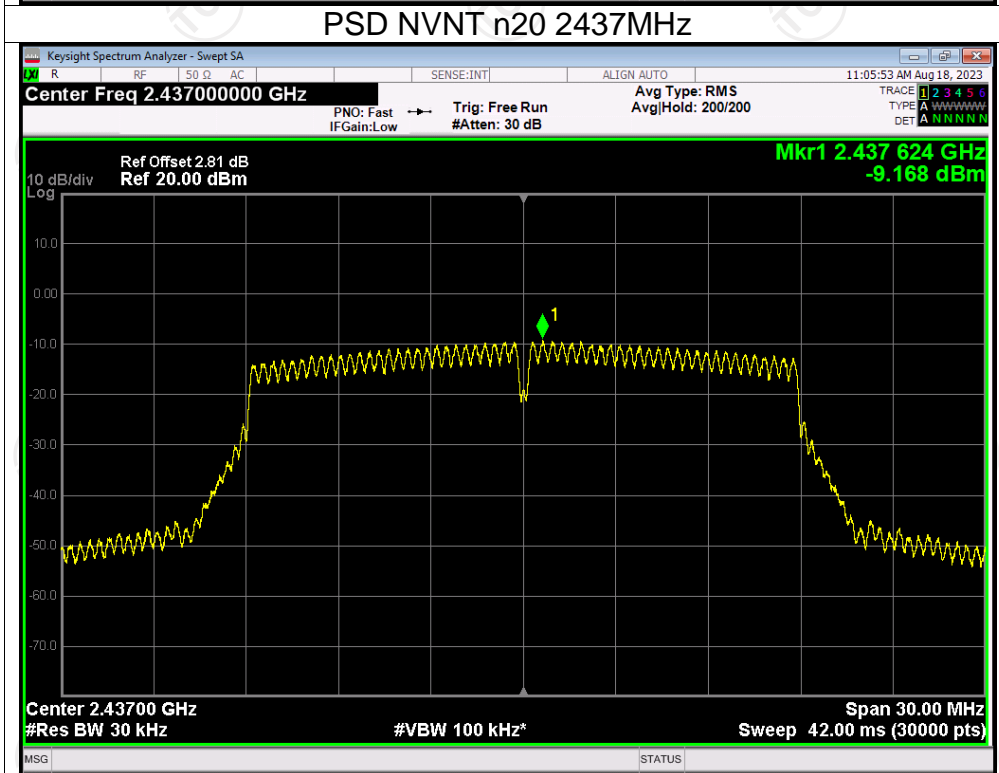 PSD NVNT n20 2437MHz
Keysight Spectrum Analyzer - Swept SA
LXI R RF 50 Ω AC SENSE:INT ALIGN AUTO 11:05:53 AM Aug 18, 2023
Center Freq 2.437000000 GHz
PNO: Fast
IFGain:Low
Trig: Free Run
#Atten: 30 dB
Avg Type: RMS
Avg|Hold: 200/200
TRACE 1 2 3 4 5 6
TYPE A WWWWW
DET A N N N N N
Mkr1 2.437 624 GHz
-9.168 dBm
Ref Offset 2.81 dB
10 dB/div Ref 20.00 dBm
Log
10.0
0.00
1
-10.0
-20.0
-30.0
-40.0
-50.0
-60.0
-70.0
Center 2.43700 GHz Span 30.00 MHz
#Res BW 30 kHz #VBW 100 kHz* Sweep 42.00 ms (30000 pts)
MSG STATUS